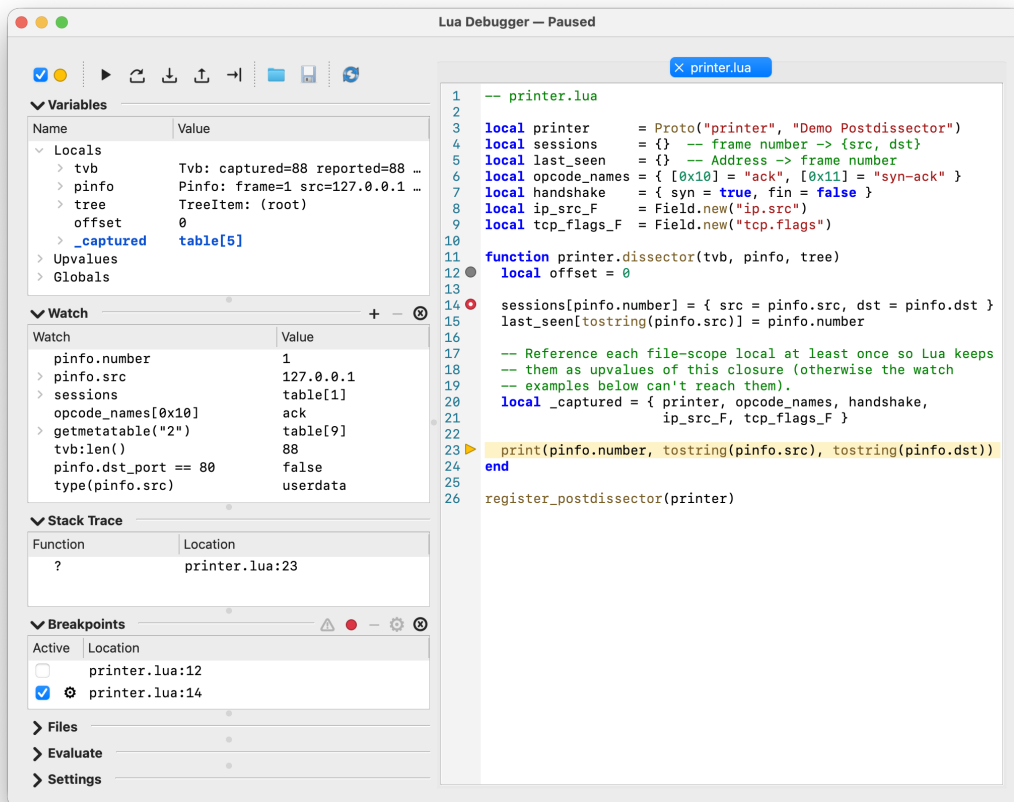 Lua Debugger — Paused
Variables
Name Value
Locals
tvb Tvb: captured=88 reported=88 …
pinfo Pinfo: frame=1 src=127.0.0.1 …
tree TreeItem: (root)
offset 0
_captured table[5]
Upvalues
Globals
Watch
Watch Value
pinfo.number 1
pinfo.src 127.0.0.1
sessions table[1]
opcode_names[0x10] ack
getmetatable("2") table[9]
tvb:len() 88
pinfo.dst_port == 80 false
type(pinfo.src) userdata
Stack Trace
Function Location
? printer.lua:23
Breakpoints
Active Location
printer.lua:12
printer.lua:14
Files
Evaluate
Settings
printer.lua
1 -- printer.lua
2
3 local printer = Proto("printer", "Demo Postdissector")
4 local sessions = {} -- frame number -> {src, dst}
5 local last_seen = {} -- Address -> frame number
6 local opcode_names = { [0x10] = "ack", [0x11] = "syn-ack" }
7 local handshake = { syn = true, fin = false }
8 local ip_src_F = Field.new("ip.src")
9 local tcp_flags_F = Field.new("tcp.flags")
10
11 function printer.dissector(tvb, pinfo, tree)
12 local offset = 0
13
14 sessions[pinfo.number] = { src = pinfo.src, dst = pinfo.dst }
15 last_seen[tostring(pinfo.src)] = pinfo.number
16
17 -- Reference each file-scope local at least once so Lua keeps
18 -- them as upvalues of this closure (otherwise the watch
19 -- examples below can't reach them).
20 local _captured = { printer, opcode_names, handshake,
21 ip_src_F, tcp_flags_F }
22
23 print(pinfo.number, tostring(pinfo.src), tostring(pinfo.dst))
24 end
25
26 register_postdissector(printer)